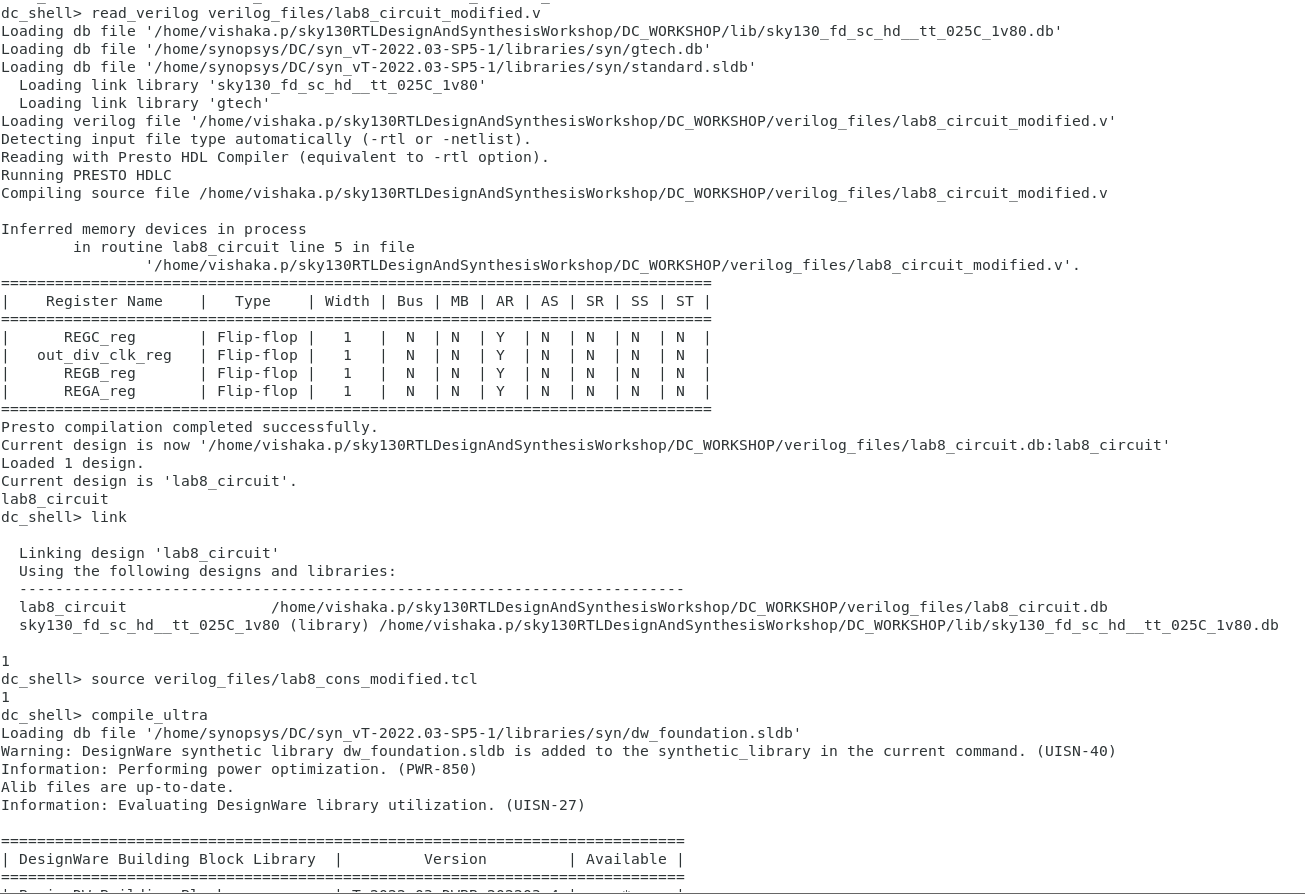 dc_shell> read_verilog verilog_files/lab8_circuit_modified.v
Loading db file '/home/vishaka.p/sky130RTLDesignAndSynthesisWorkshop/DC_WORKSHOP/lib/sky130_fd_sc_hd__tt_025C_1v80.db'
Loading db file '/home/synopsys/DC/syn_vT-2022.03-SP5-1/libraries/syn/gtech.db'
Loading db file '/home/synopsys/DC/syn_vT-2022.03-SP5-1/libraries/syn/standard.sldb'
  Loading link library 'sky130_fd_sc_hd__tt_025C_1v80'
  Loading link library 'gtech'
Loading verilog file '/home/vishaka.p/sky130RTLDesignAndSynthesisWorkshop/DC_WORKSHOP/verilog_files/lab8_circuit_modified.v'
Detecting input file type automatically (-rtl or -netlist).
Reading with Presto HDL Compiler (equivalent to -rtl option).
Running PRESTO HDLC
Compiling source file /home/vishaka.p/sky130RTLDesignAndSynthesisWorkshop/DC_WORKSHOP/verilog_files/lab8_circuit_modified.v
Inferred memory devices in process
        in routine lab8_circuit line 5 in file
                '/home/vishaka.p/sky130RTLDesignAndSynthesisWorkshop/DC_WORKSHOP/verilog_files/lab8_circuit_modified.v'.
===============================================================================
|    Register Name    |   Type    | Width | Bus | MB | AR | AS | SR | SS | ST |
===============================================================================
|      REGC_reg       | Flip-flop |   1   |  N  | N  | Y  | N  | N  | N  | N  |
|   out_div_clk_reg   | Flip-flop |   1   |  N  | N  | Y  | N  | N  | N  | N  |
|      REGB_reg       | Flip-flop |   1   |  N  | N  | Y  | N  | N  | N  | N  |
|      REGA_reg       | Flip-flop |   1   |  N  | N  | Y  | N  | N  | N  | N  |
===============================================================================
Presto compilation completed successfully.
Current design is now '/home/vishaka.p/sky130RTLDesignAndSynthesisWorkshop/DC_WORKSHOP/verilog_files/lab8_circuit.db:lab8_circuit'
Loaded 1 design.
Current design is 'lab8_circuit'.
lab8_circuit
dc_shell> link
  Linking design 'lab8_circuit'
  Using the following designs and libraries:
  --------------------------------------------------------------------------
  lab8_circuit                /home/vishaka.p/sky130RTLDesignAndSynthesisWorkshop/DC_WORKSHOP/verilog_files/lab8_circuit.db
  sky130_fd_sc_hd__tt_025C_1v80 (library) /home/vishaka.p/sky130RTLDesignAndSynthesisWorkshop/DC_WORKSHOP/lib/sky130_fd_sc_hd__tt_025C_1v80.db
1
dc_shell> source verilog_files/lab8_cons_modified.tcl
1
dc_shell> compile_ultra
Loading db file '/home/synopsys/DC/syn_vT-2022.03-SP5-1/libraries/syn/dw_foundation.sldb'
Warning: DesignWare synthetic library dw_foundation.sldb is added to the synthetic_library in the current command. (UISN-40)
Information: Performing power optimization. (PWR-850)
Alib files are up-to-date.
Information: Evaluating DesignWare library utilization. (UISN-27)
============================================================================
| DesignWare Building Block Library  |         Version         | Available |
============================================================================